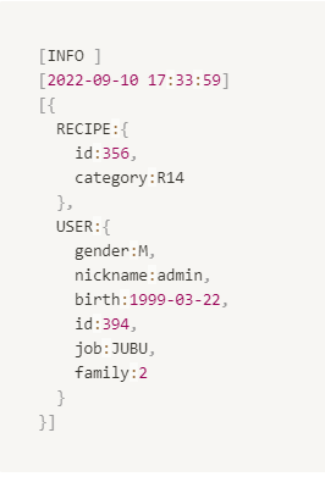 [INFO ]
[2022-09-10 17:33:59]
[{
RECIPE:{
id:356,
category:R14
},
USER:{
gender:M,
nickname:admin,
birth:1999-03-22,
id:394,
job:JUBU,
family:2
}
}]